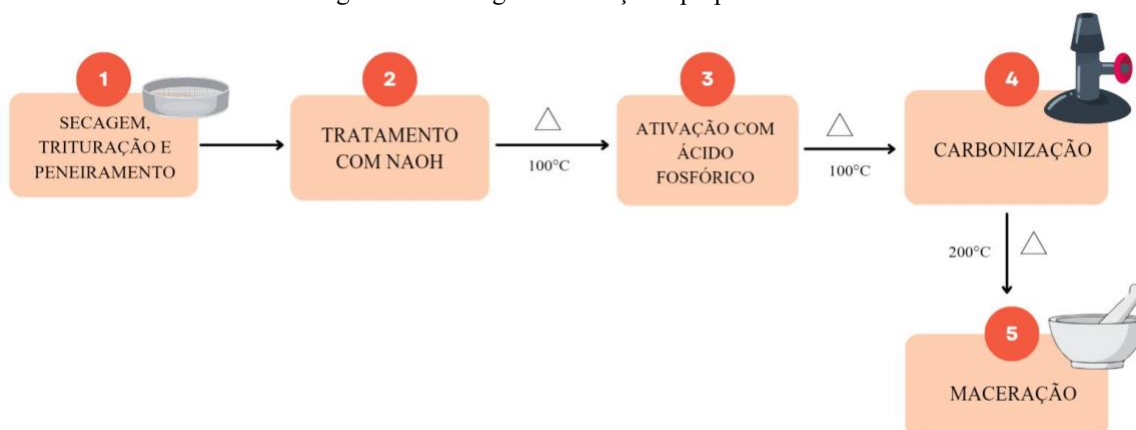 1
SECAGEM,
TRITURAÇÃO E
PENEIRAMENTO
2
TRATAMENTO
COM NAOH
100°C
3
ATIVAÇÃO COM
ÁCIDO
FOSFÓRICO
100°C
4
CARBONIZAÇÃO
200°C
5
MACERAÇÃO